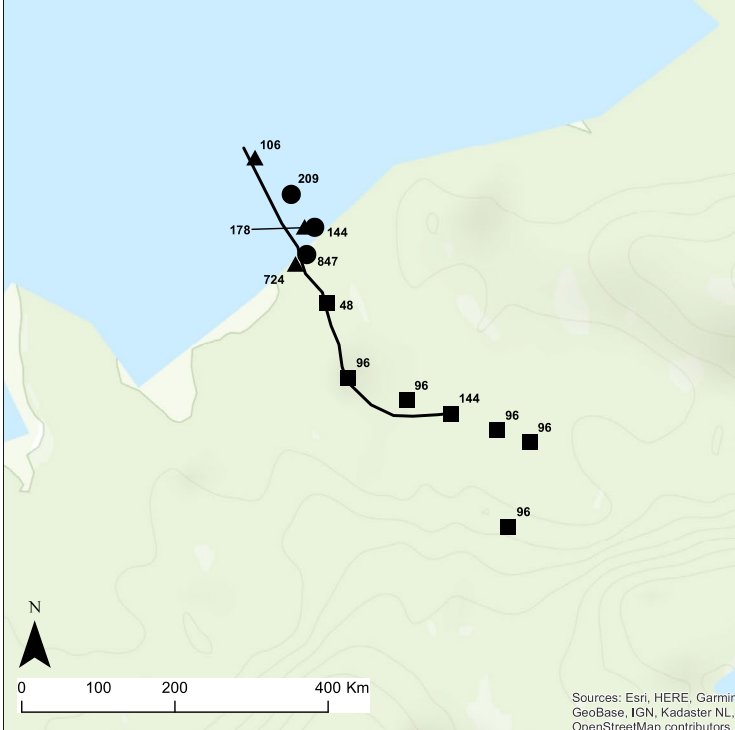 106
209
178
144
847
724
48
96
96
144
96
96
96
N
0 100 200 400 Km
Sources: Esri, HERE, Garmin
GeoBase, IGN, Kadaster NL,
OpenStreetMap contributors